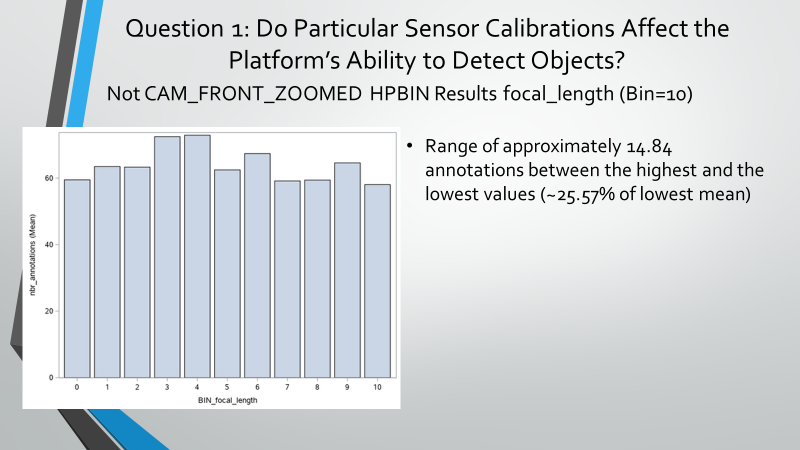 Question 1: Do Particular Sensor Calibrations Affect the
Platform's Ability to Detect Objects?
Not CAM_FRONT_ZOOMED HPBIN Results focal_length (Bin=10)
nbr_annotations (Mean)
60
40
20
0
0 1 2 3 4 5 6 7 8 9 10
BIN_focal_length
• Range of approximately 14.84
annotations between the highest and the
lowest values (~25.57% of lowest mean)